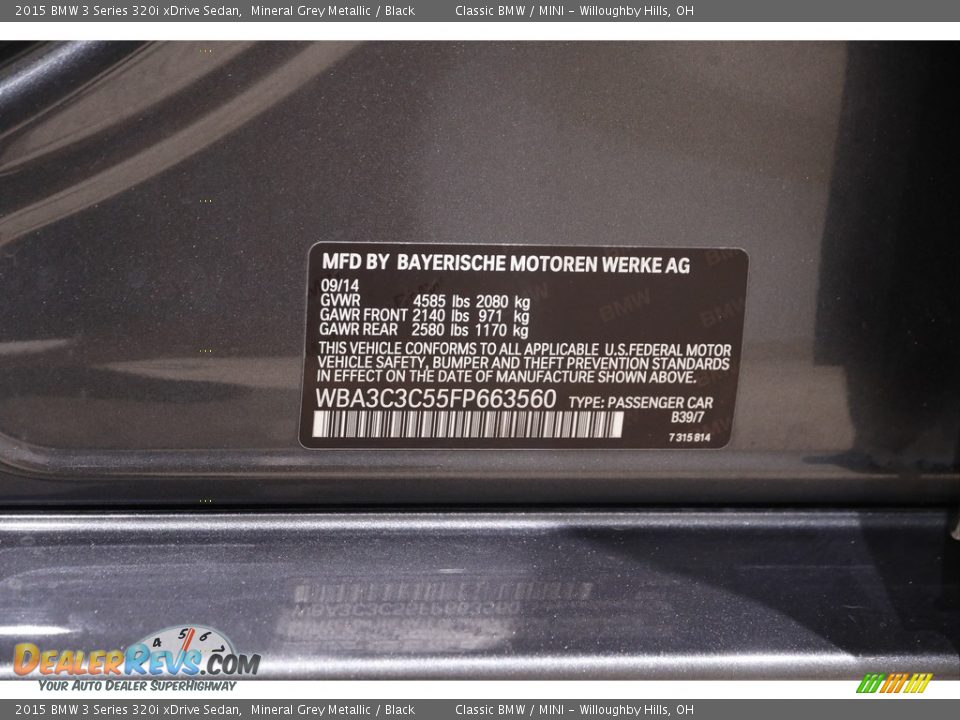 2015 BMW 3 Series 320i xDrive Sedan,  Mineral Grey Metallic / Black    Classic BMW / MINI - Willoughby Hills, OH
MFD BY BAYERISCHE MOTOREN WERKE AG
09/14
GVWR 4585 lbs 2080 kg
GAWR FRONT 2140 lbs 971 kg
GAWR REAR 2580 lbs 1170 kg
THIS VEHICLE CONFORMS TO ALL APPLICABLE U.S.FEDERAL MOTOR
VEHICLE SAFETY, BUMPER AND THEFT PREVENTION STANDARDS
IN EFFECT ON THE DATE OF MANUFACTURE SHOWN ABOVE.
WBA3C3C55FP663560 TYPE: PASSENGER CAR
B39/7
7 315 814
4 5 6 7
DEALERREVS.COM
YOUR AUTO DEALER SUPERHIGHWAY
2015 BMW 3 Series 320i xDrive Sedan,  Mineral Grey Metallic / Black    Classic BMW / MINI - Willoughby Hills, OH